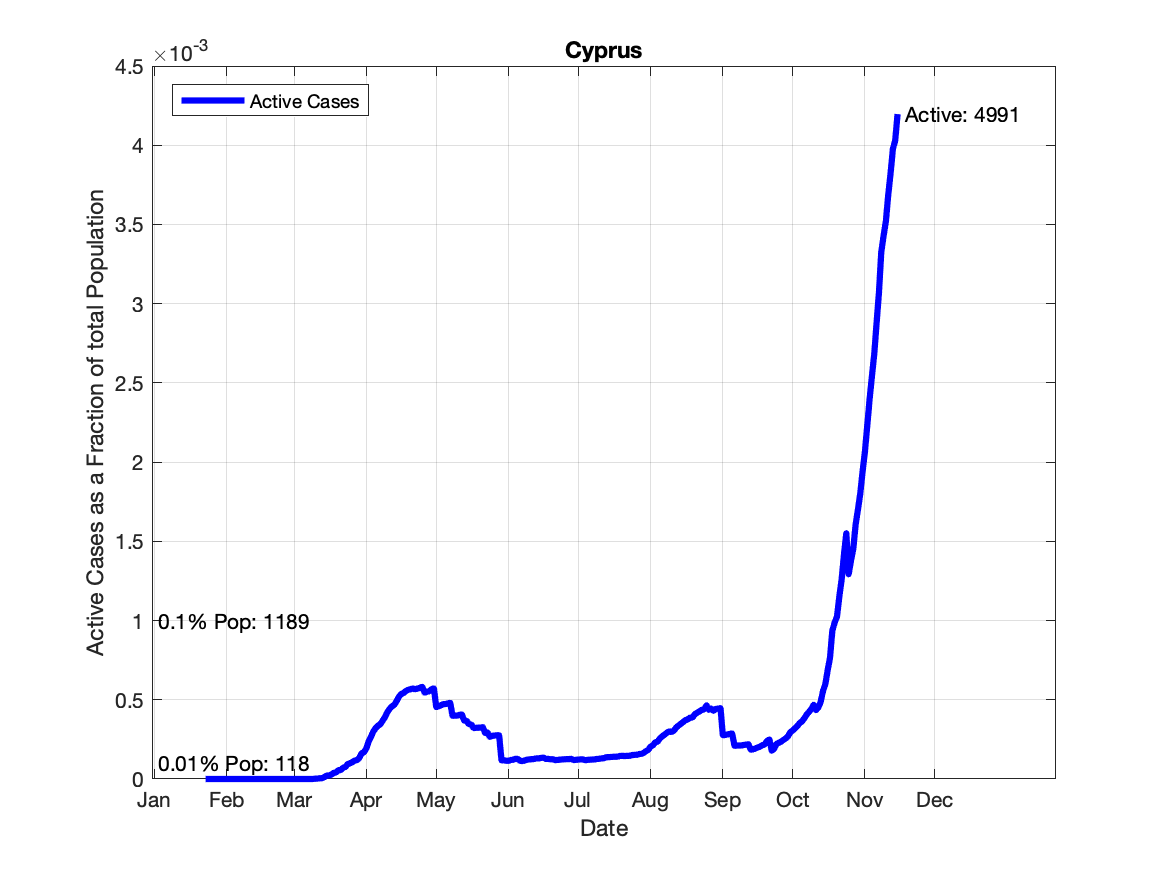 Cyprus
×10-3
4.5
4
3.5
3
2.5
2
1.5
1
0.5
0
Active Cases as a Fraction of total Population
Active Cases
Active: 4991
0.1% Pop: 1189
0.01% Pop: 118
Jan Feb Mar Apr May Jun Jul Aug Sep Oct Nov Dec
Date